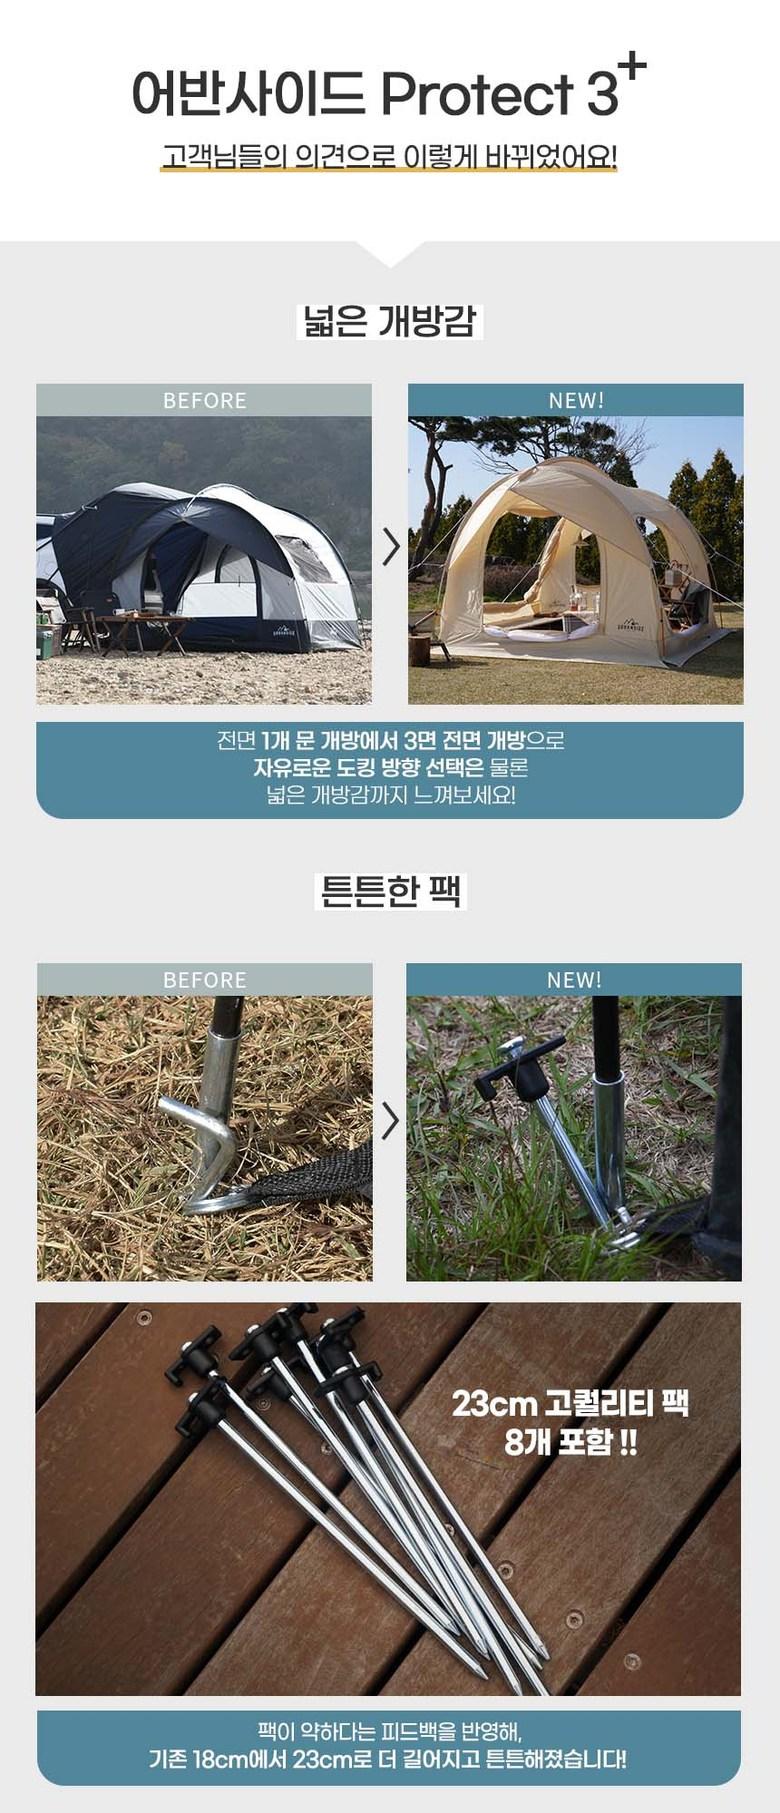 어반사이드 Protect 3+
고객님들의 의견으로 이렇게 바뀌었어요!
넓은 개방감
BEFORE
NEW!
전면 1개 문 개방에서 3면 전면 개방으로
자유로운 도킹 방향 선택은 물론
넓은 개방감까지 느껴보세요!
튼튼한 팩
BEFORE
NEW!
23cm 고퀄리티 팩
8개 포함 !!
팩이 약하다는 피드백을 반영해,
기존 18cm에서 23cm로 더 길어지고 튼튼해졌습니다!